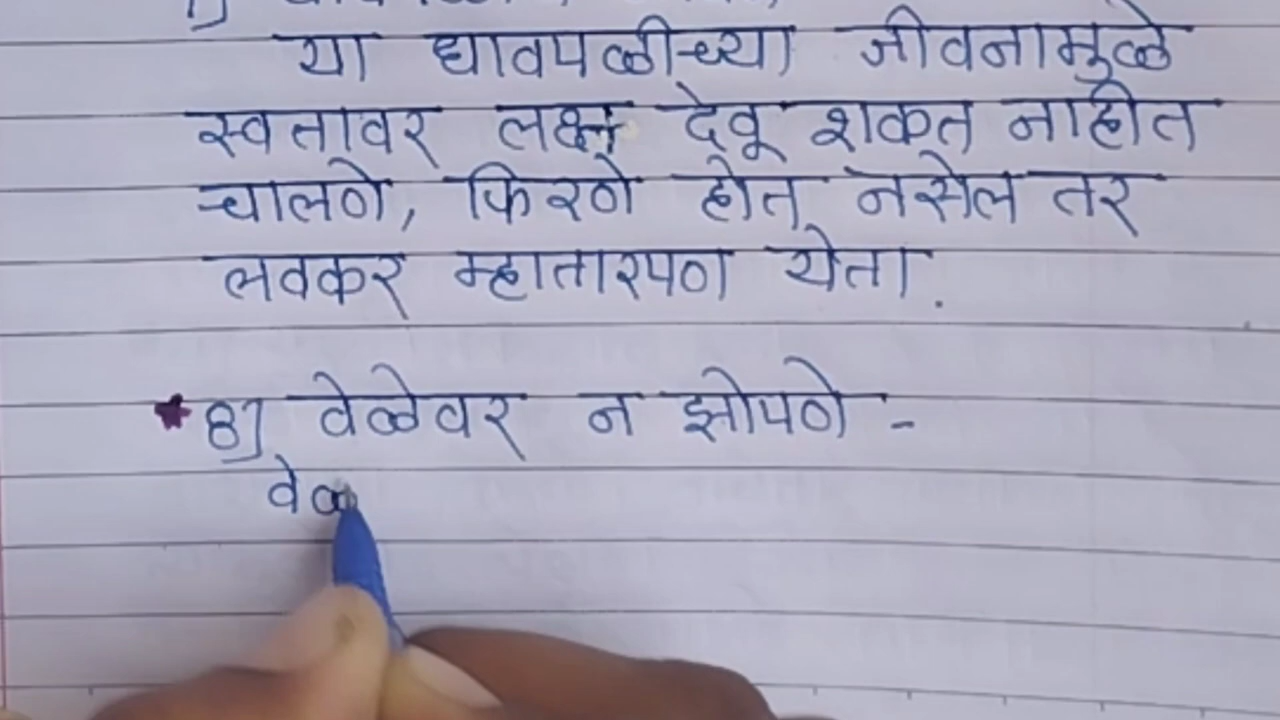 या धावपळीच्या जीवनामुळे
स्वतावर लक्ष देवू शकत नाहीत
चालणे, फिरणे होत नसेल तर
लवकर म्हातारपण येता.
* 8] वेळेवर न झोपणे -
वेळ